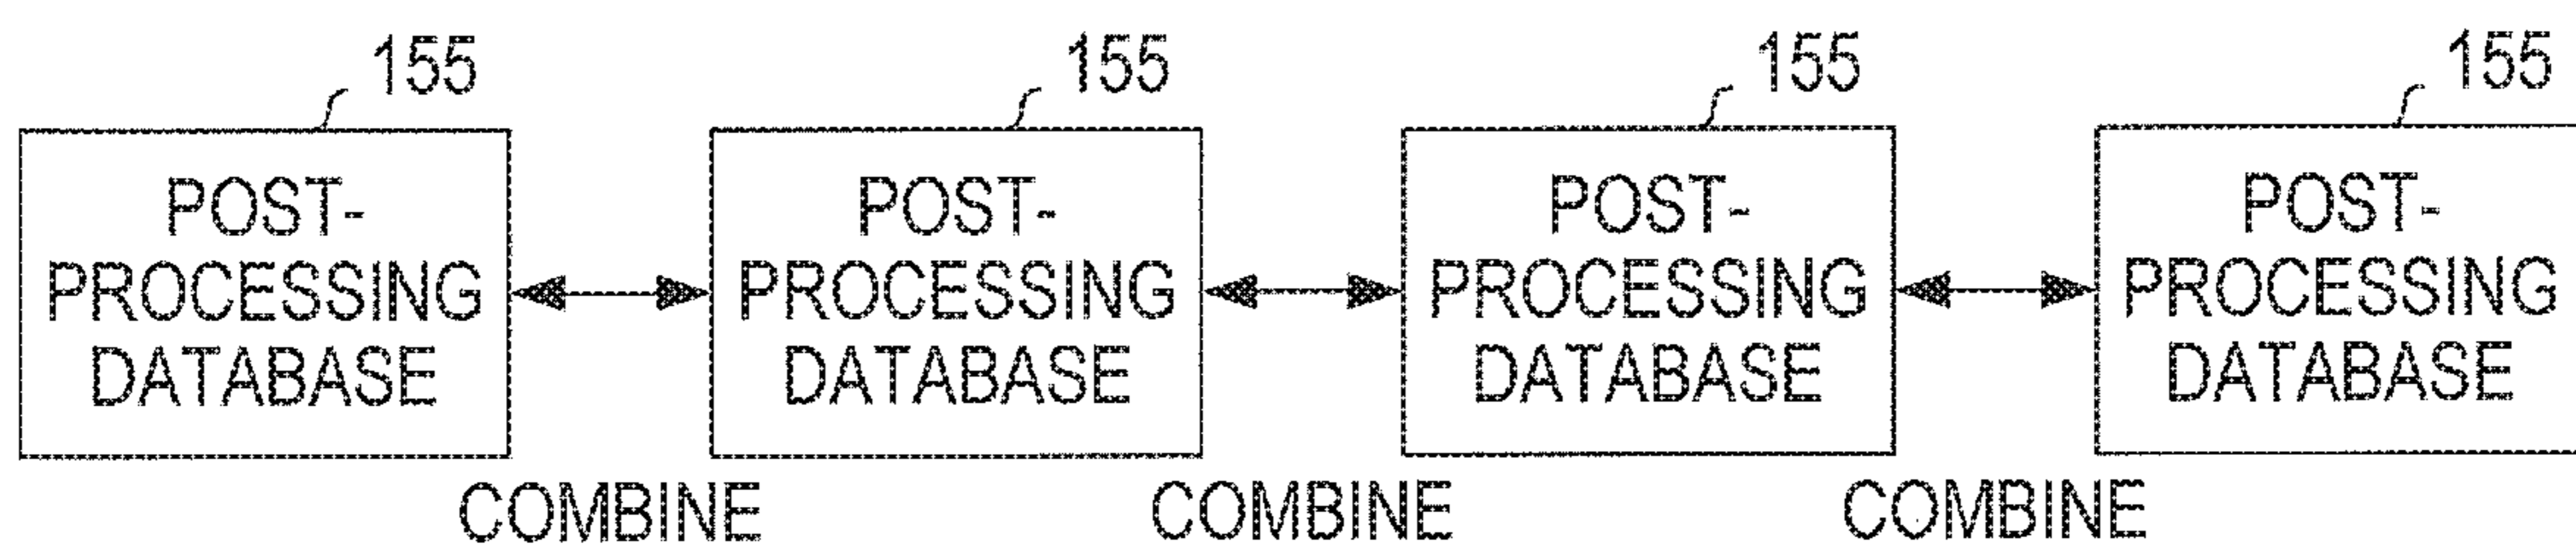 155 155 155 155
POST- POST- POST- POST-
PROCESSING PROCESSING PROCESSING PROCESSING
DATABASE DATABASE DATABASE DATABASE
COMBINE COMBINE COMBINE